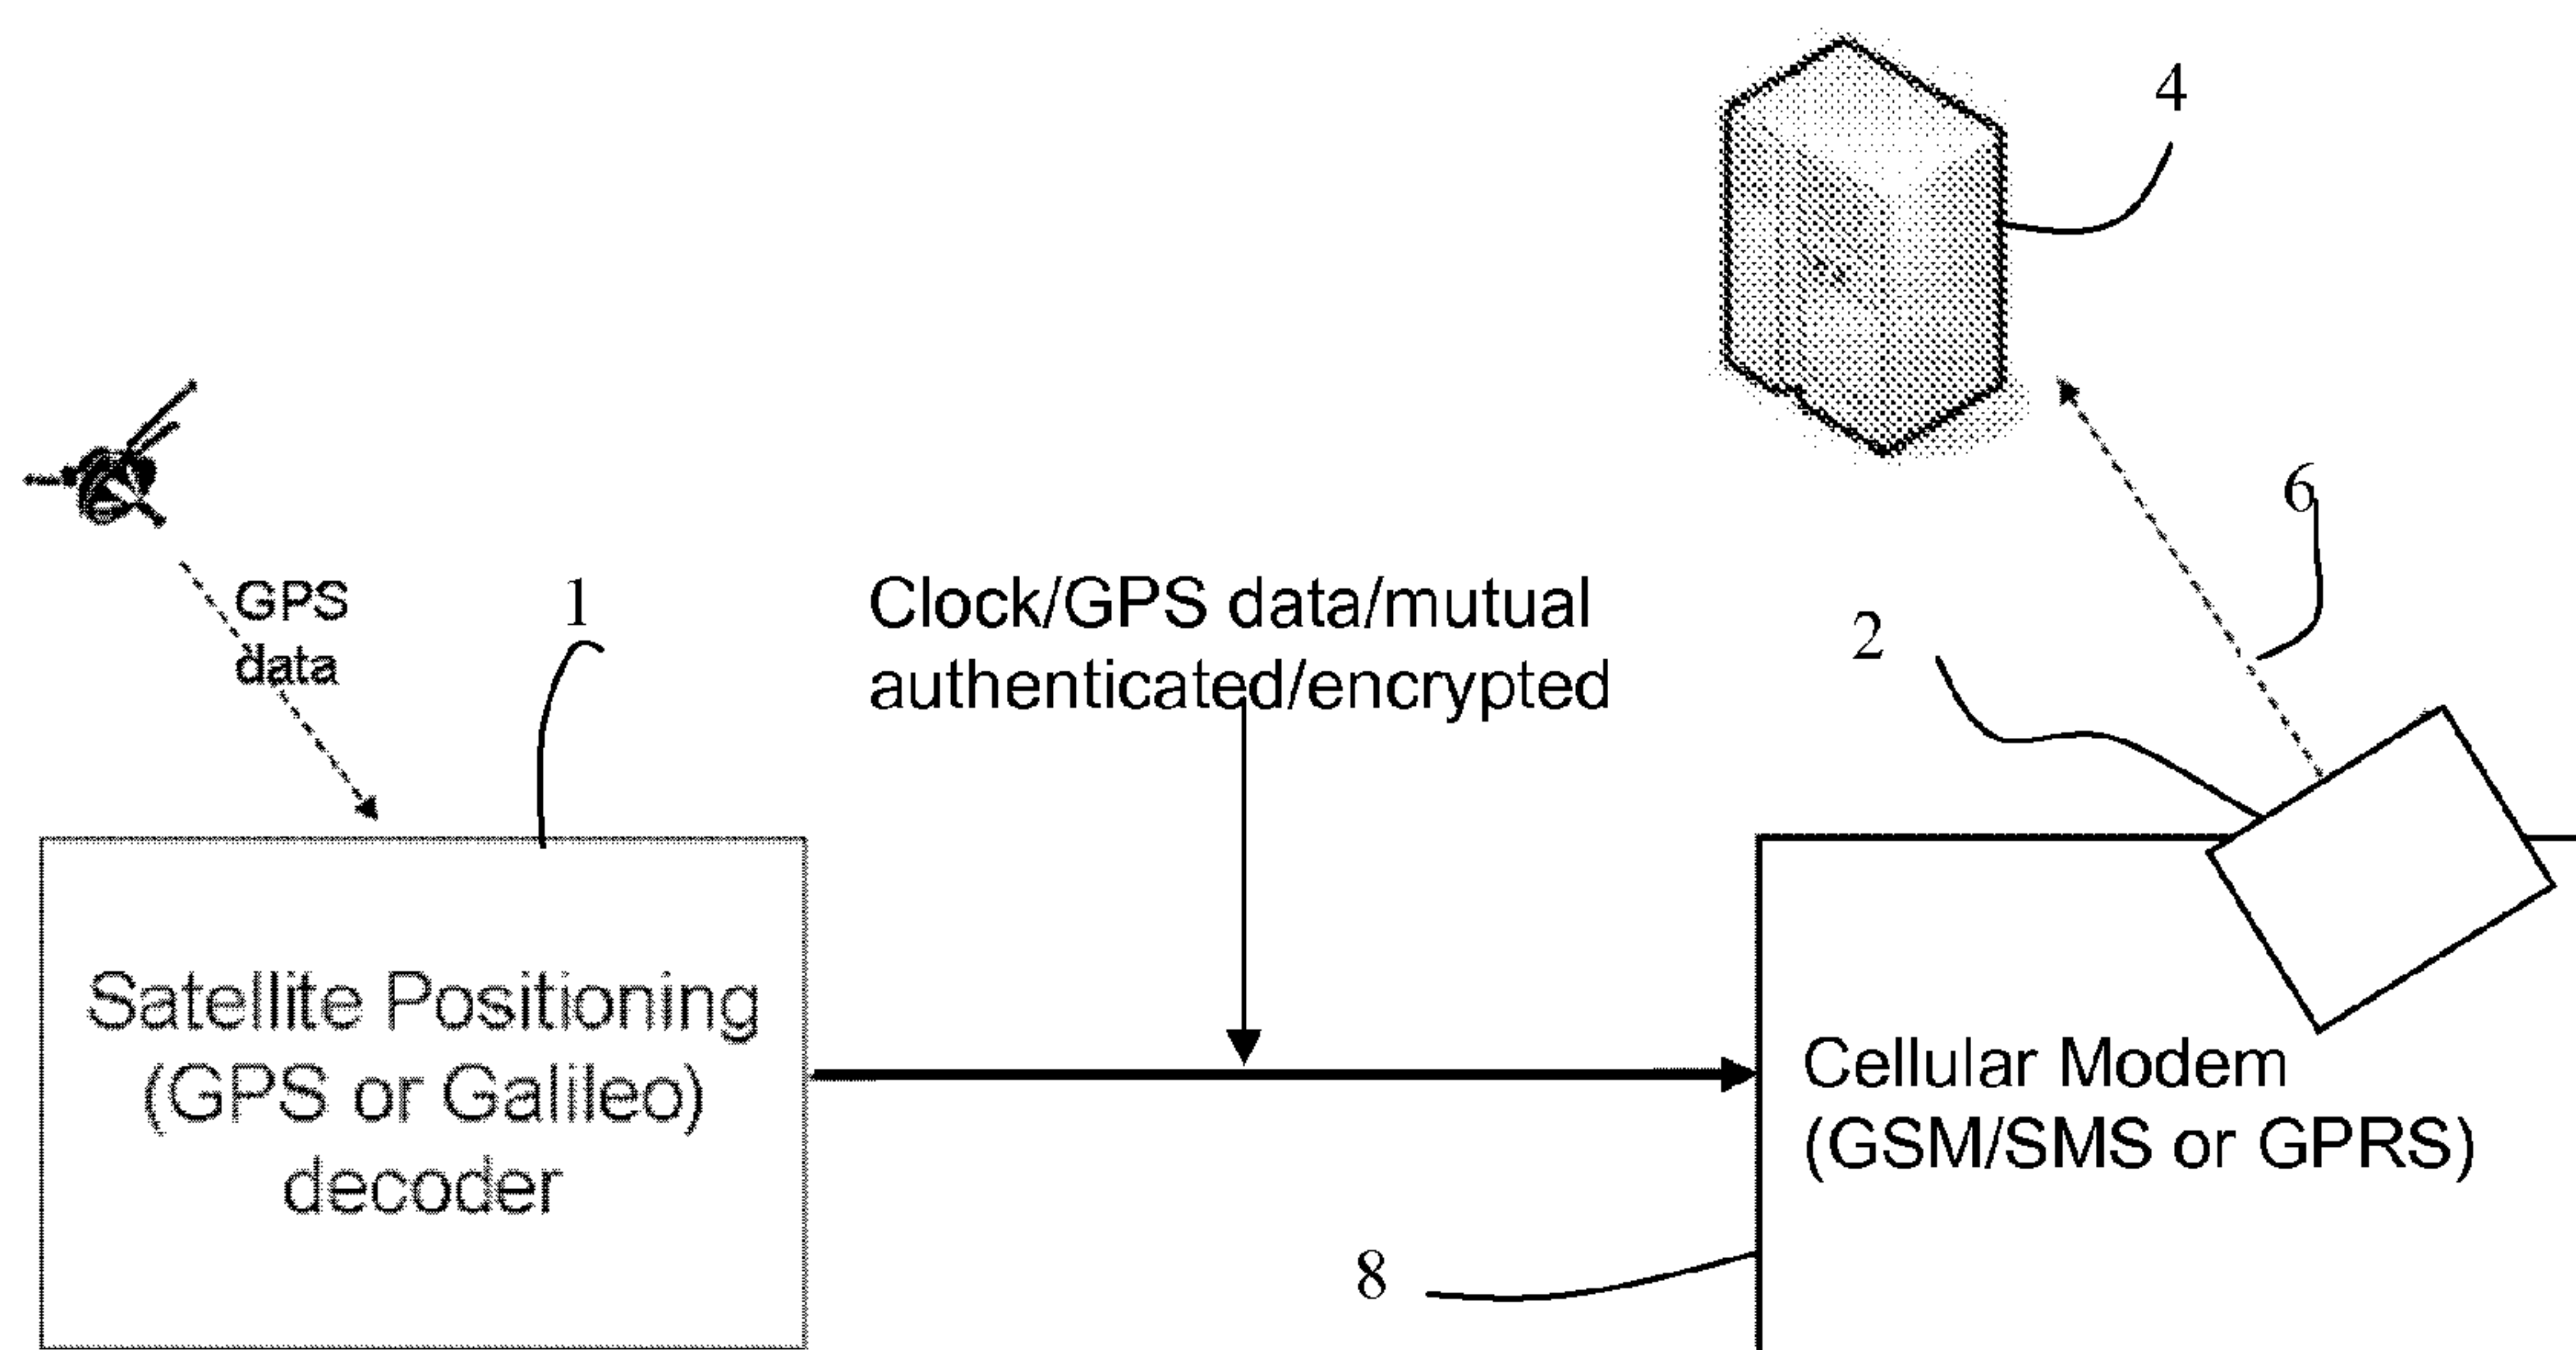 4
6
GPS
data
1
Clock/GPS data/mutual
authenticated/encrypted
2
Satellite Positioning
(GPS or Galileo)
decoder
Cellular Modem
(GSM/SMS or GPRS)
8